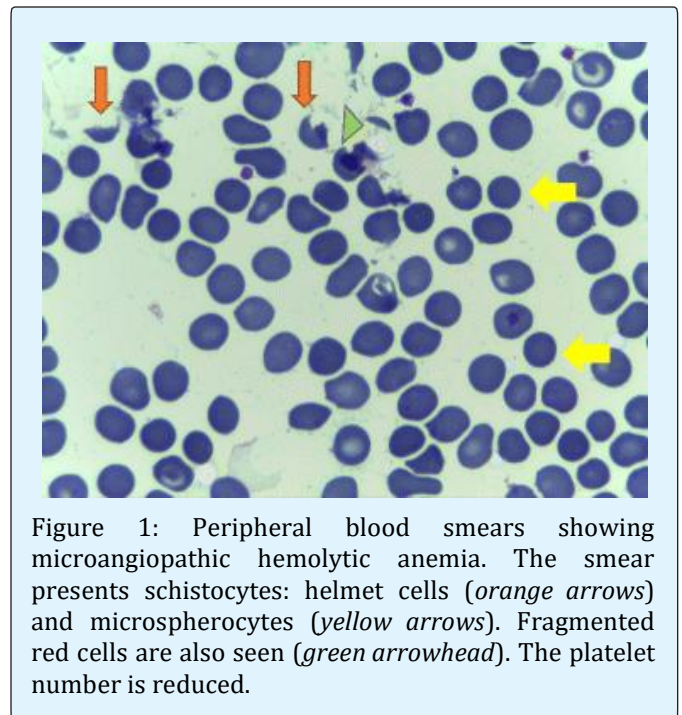 Figure 1: Peripheral blood smears showing
microangiopathic hemolytic anemia. The smear
presents schistocytes: helmet cells (orange arrows)
and microspherocytes (yellow arrows). Fragmented
red cells are also seen (green arrowhead). The platelet
number is reduced.